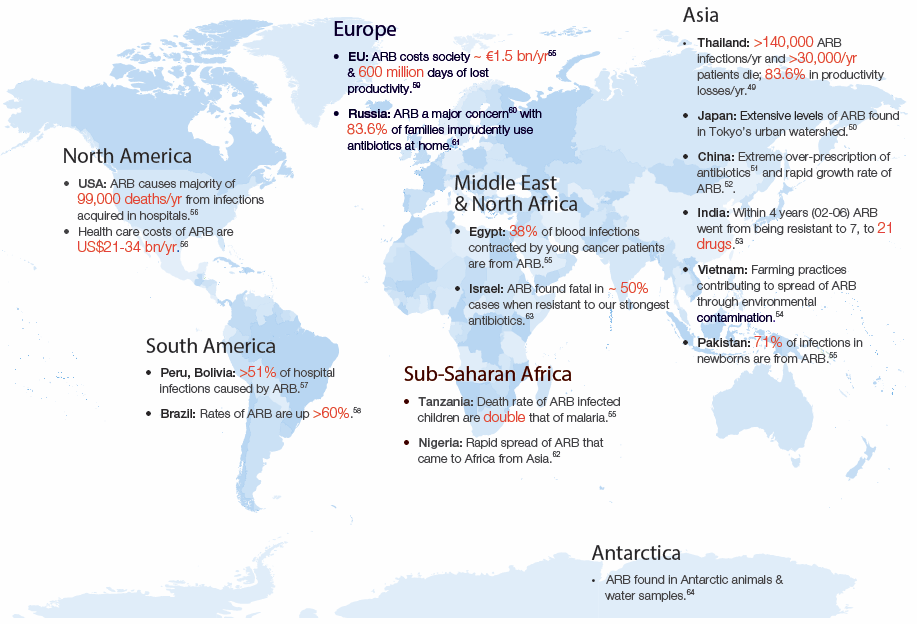 Europe
• EU: ARB costs society ~ €1.5 bn/yr⁵⁵
& 600 million days of lost
productivity.⁵⁹
• Russia: ARB a major concern⁶⁰ with
83.6% of families imprudently use
antibiotics at home.⁶¹
Asia
• Thailand: >140,000 ARB
infections/yr and >30,000/yr
patients die; 83.6% in productivity
losses/yr.⁴⁹
• Japan: Extensive levels of ARB found
in Tokyo's urban watershed.⁵⁰
• China: Extreme over-prescription of
antibiotics⁵¹ and rapid growth rate of
ARB.⁵².
• India: Within 4 years (02-06) ARB
went from being resistant to 7, to 21
drugs.⁵³
• Vietnam: Farming practices
contributing to spread of ARB
through environmental
contamination.⁵⁴
• Pakistan: 71% of infections in
newborns are from ARB.⁵⁵
North America
• USA: ARB causes majority of
99,000 deaths/yr from infections
acquired in hospitals.⁵⁶
• Health care costs of ARB are
US$21-34 bn/yr.⁵⁶
Middle East
& North Africa
• Egypt: 38% of blood infections
contracted by young cancer patients
are from ARB.⁵⁵
• Israel: ARB found fatal in ~ 50%
cases when resistant to our strongest
antibiotics.⁶³
South America
• Peru, Bolivia: >51% of hospital
infections caused by ARB.⁵⁷
• Brazil: Rates of ARB are up >60%.⁵⁸
Sub-Saharan Africa
• Tanzania: Death rate of ARB infected
children are double that of malaria.⁵⁵
• Nigeria: Rapid spread of ARB that
came to Africa from Asia.⁶²
Antarctica
• ARB found in Antarctic animals &
water samples.⁶⁴